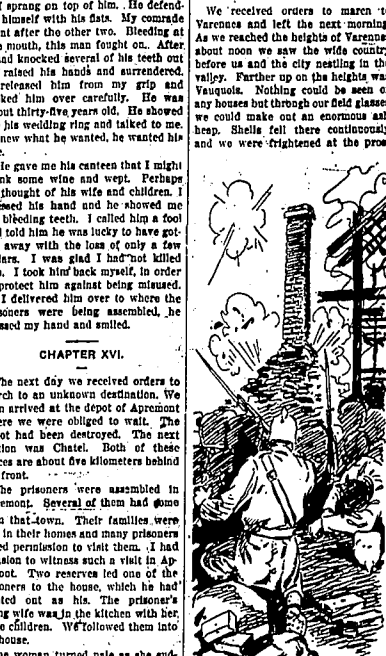 sprang on top of him. He defend-
himself with his fists. My comrade
nt after the other two. Bleeding at
mouth, this man fought on. After
ad knocked several of his teeth out
raised his hands and surrendered.
released him from my grip and
ked him over carefully. He was
out thirty-five years old. He showed
his wedding ring and talked to me.
new what he wanted, he wanted his
e.
He gave me his canteen that I might
nk some wine and wept. Perhaps
thought of his wife and children. I
ssed his hand and he showed me
bleeding teeth. I called him a fool
told him he was lucky to have got-
away with the loss of only a few
lars. I was glad I had not killed
. I took him back myself, in order
protect him against being misused.
I delivered him over to where the
soners were being assembled, he
ssed my hand and smiled.
CHAPTER XVI.
The next day we received orders to
rch to an unknown destination. We
n arrived at the depot of Apremont
ere we were obliged to wait. The
ot had been destroyed. The next
tion was Chatel. Both of these
ces are about five kilometers behind
front.
The prisoners were assembled in
emont. Several of them had come
m that town. Their families were
in their homes and many prisoners
ed permission to visit them. I had
asion to witness such a visit in Ap-
oot. Two reserves led one of the
oners to the house, which he had
ted out as his. The prisoner's
ng wife was in the kitchen with her
o children. We followed them into
house.
he woman turned pale as she sud-
We received orders to march to
Varennes and left the next morning
As we reached the heights of Varennes
about noon we saw the wide country
before us and the city nestling in the
valley. Farther up on the heights was
Vauquois. Nothing could be seen of
any houses but through our field glasses
we could make out an enormous ash
heap. Shells fell there continuously
and we were frightened at the pros